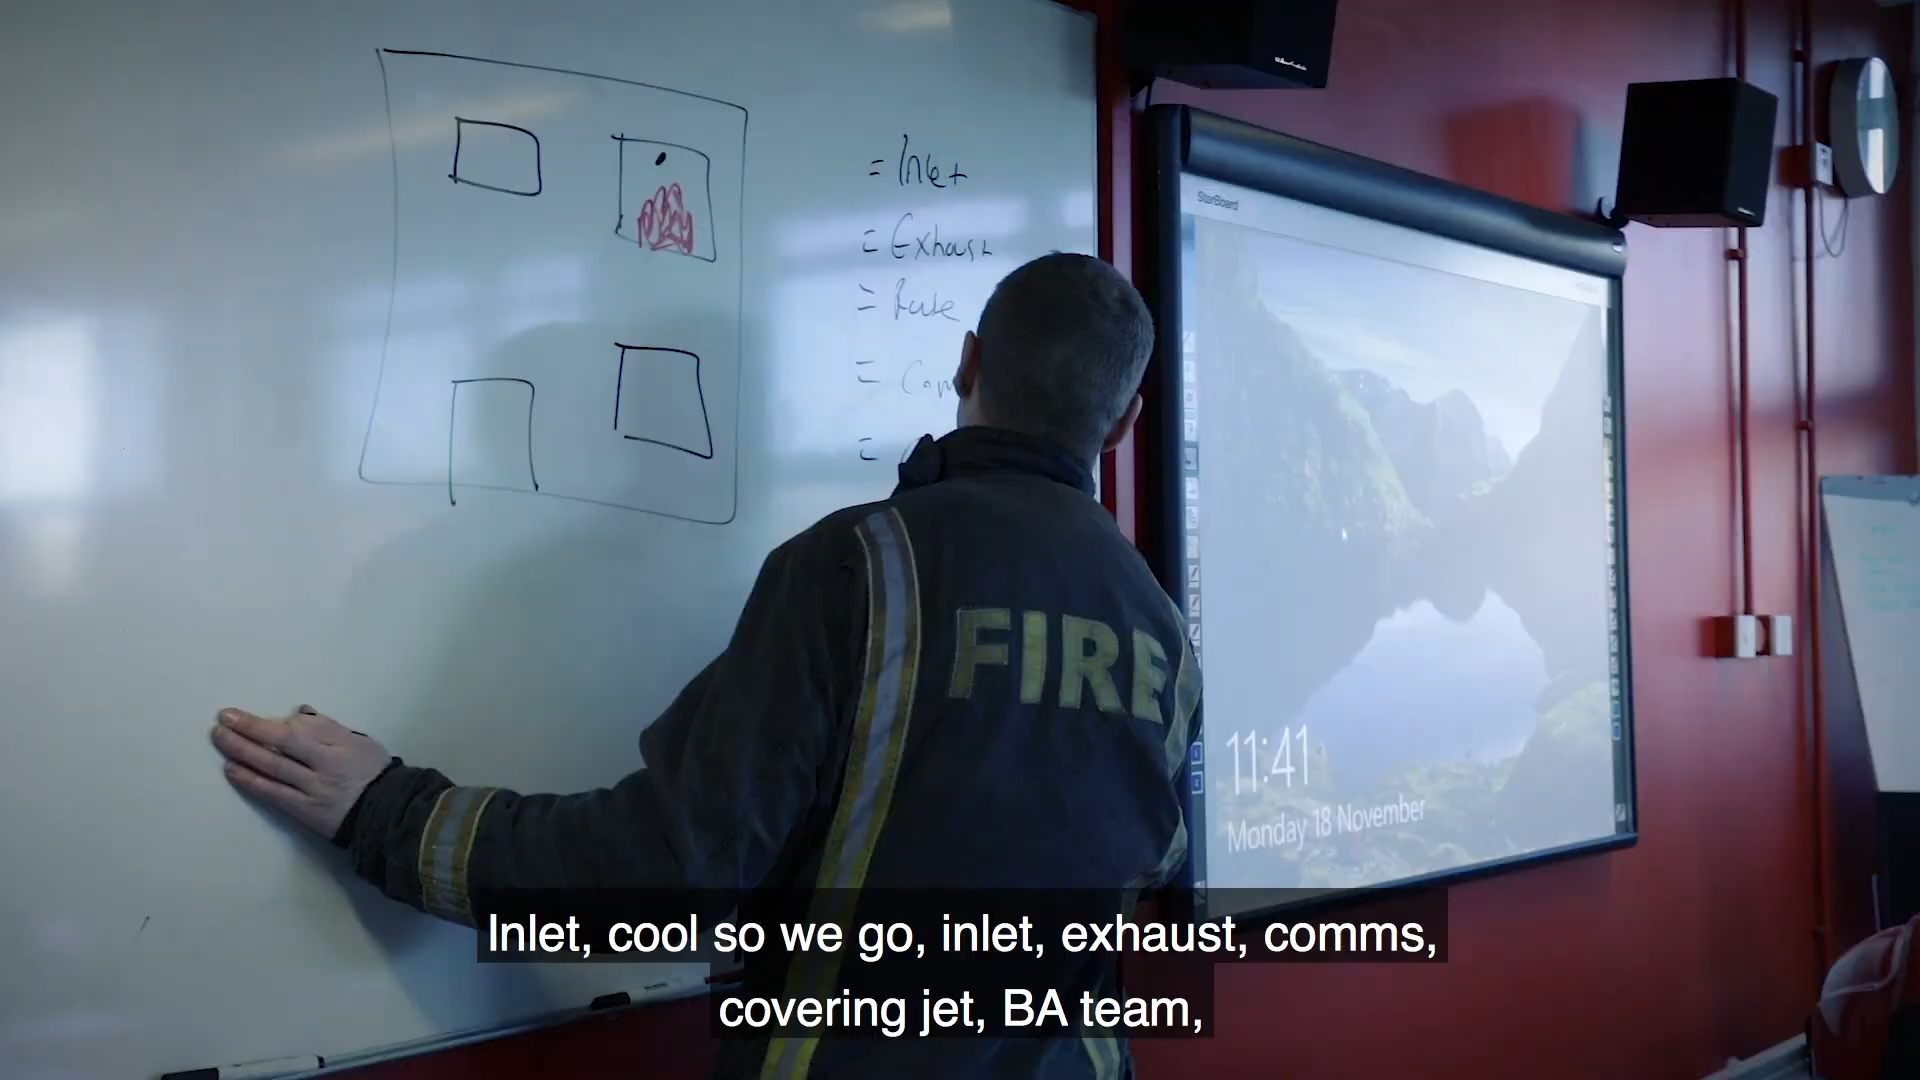 = Inlet
= Exhaust
=
=
=
StarBoard
FIRE
11:41
Monday 18 November
Inlet, cool so we go, inlet, exhaust, comms,
covering jet, BA team,